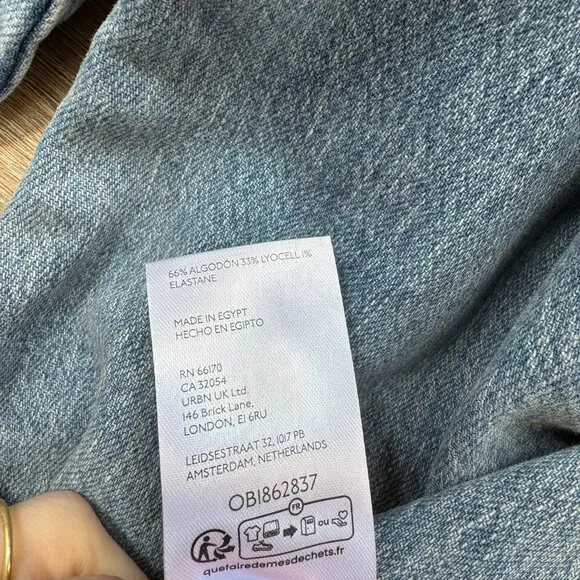 66% ALGODÓN 33% LYOCELL 1%
ELASTANE
MADE IN EGYPT
HECHO EN EGIPTO
RN 66170
CA 32054
URBN UK Ltd.
146 Brick Lane,
LONDON, E1 6RU
LEIDSESTRAAT 32, 1017 PB
AMSTERDAM, NETHERLANDS
OB1862837
FR
ou
quefairedemesdechets.fr